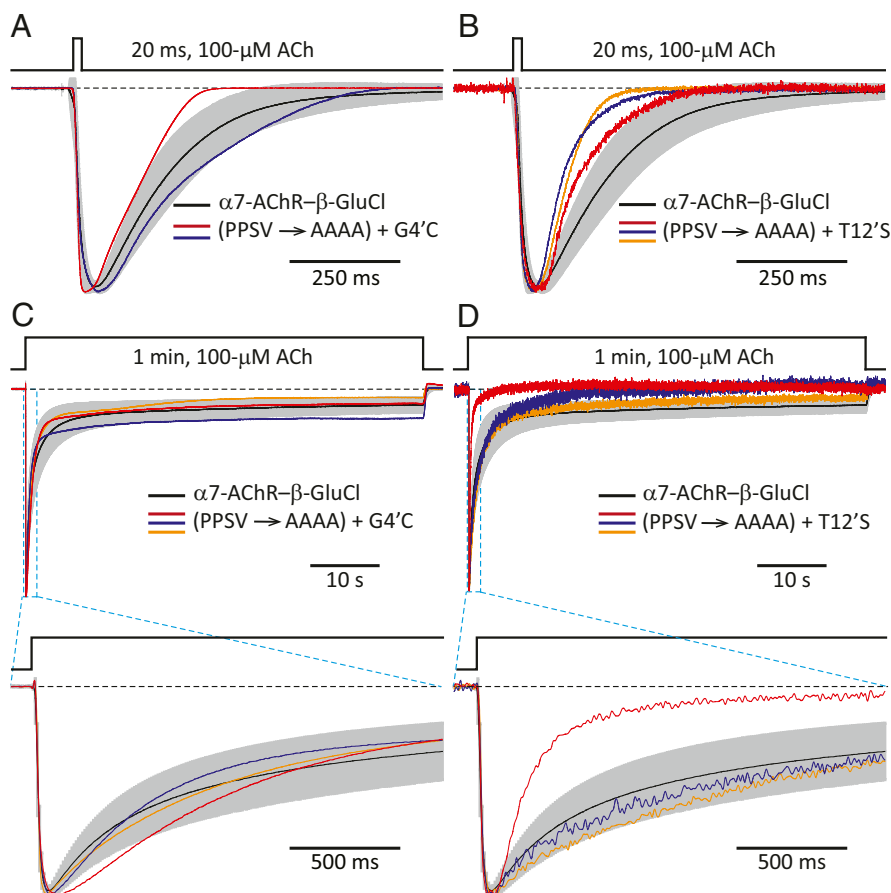 A
20 ms, 100-μM ACh
α7-AChR–β-GluCl
(PPSV → AAAA) + G4'C
250 ms
B
20 ms, 100-μM ACh
α7-AChR–β-GluCl
(PPSV → AAAA) + T12'S
250 ms
C
1 min, 100-μM ACh
α7-AChR–β-GluCl
(PPSV → AAAA) + G4'C
10 s
500 ms
D
1 min, 100-μM ACh
α7-AChR–β-GluCl
(PPSV → AAAA) + T12'S
10 s
500 ms